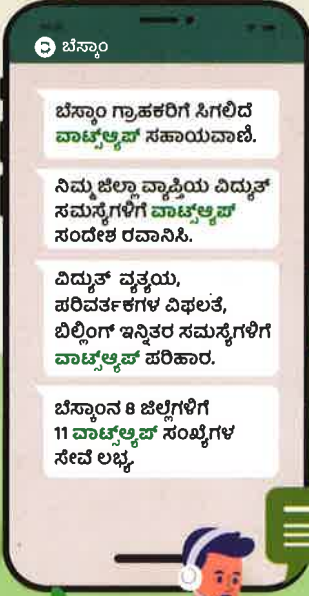 ಬೆಸ್ಕಾಂ
ಬೆಸ್ಕಾಂ ಗ್ರಾಹಕರಿಗೆ ಸಿಗಲಿದೆ
ವಾಟ್ಸ್ಆ್ಯಪ್ ಸಹಾಯವಾಣಿ.
ನಿಮ್ಮ ಜಿಲ್ಲಾ ವ್ಯಾಪ್ತಿಯ ವಿದ್ಯುತ್
ಸಮಸ್ಯೆಗಳಿಗೆ ವಾಟ್ಸ್ಆ್ಯಪ್
ಸಂದೇಶ ರವಾನಿಸಿ.
ವಿದ್ಯುತ್ ವ್ಯತ್ಯಯ,
ಪರಿವರ್ತಕಗಳ ವಿಫಲತೆ,
ಬಿಲ್ಲಿಂಗ್ ಇನ್ನಿತರ ಸಮಸ್ಯೆಗಳಿಗೆ
ವಾಟ್ಸ್ಆ್ಯಪ್ ಪರಿಹಾರ.
ಬೆಸ್ಕಾಂನ 8 ಜಿಲ್ಲೆಗಳಿಗೆ
11 ವಾಟ್ಸ್ಆ್ಯಪ್ ಸಂಖ್ಯೆಗಳ
ಸೇವೆ ಲಭ್ಯ.